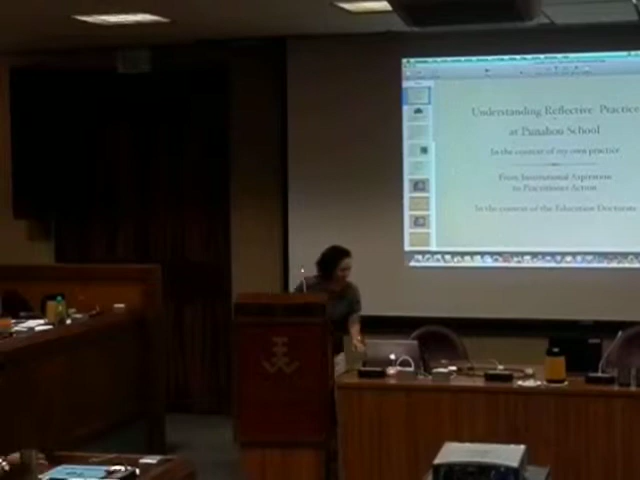 Understanding Reflective Practice
at Punahou School
In the context of my own practice
From Institutional Aspirations
to Practitioner Action
In the context of the Education Doctorate